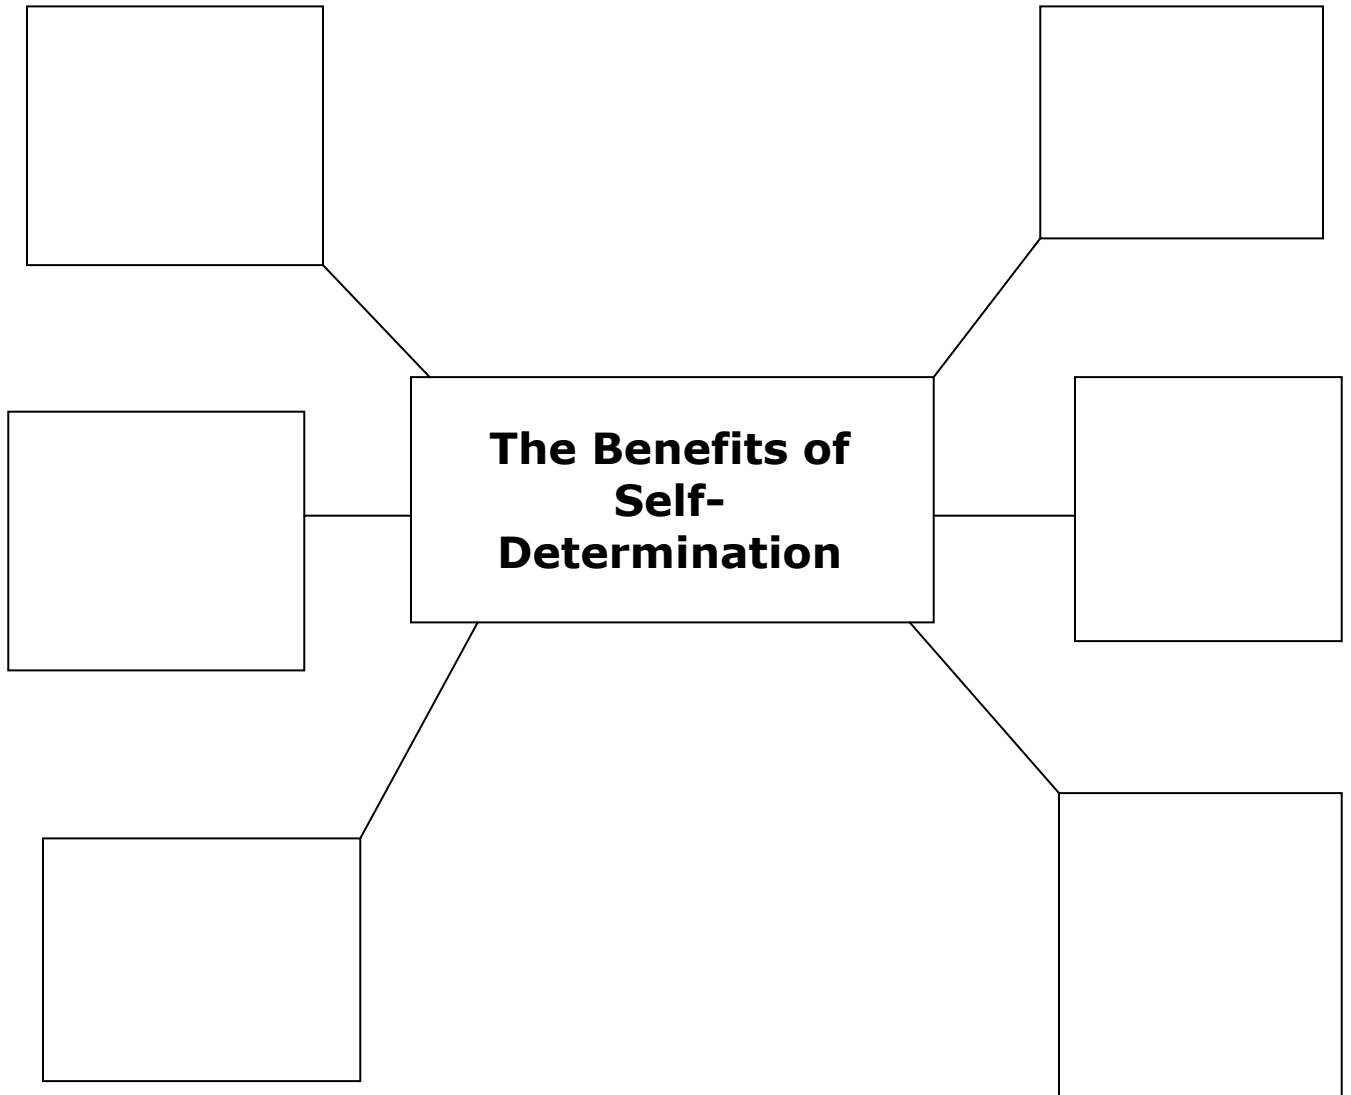 The Benefits of
Self-
Determination